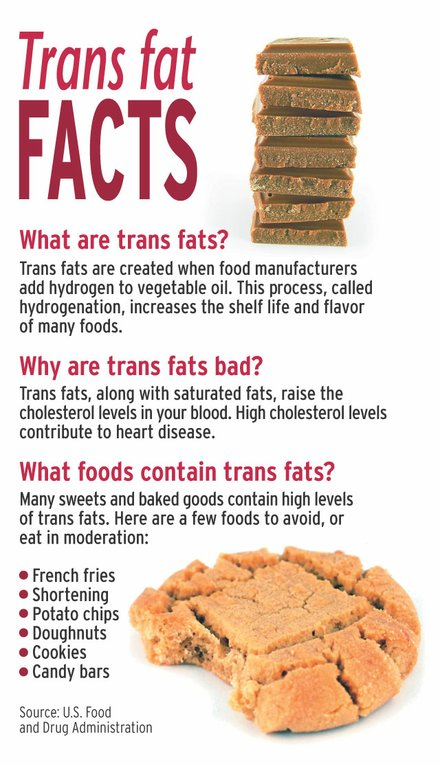 Trans fat
FACTS
What are trans fats?
Trans fats are created when food manufacturers
add hydrogen to vegetable oil. This process, called
hydrogenation, increases the shelf life and flavor
of many foods.
Why are trans fats bad?
Trans fats, along with saturated fats, raise the
cholesterol levels in your blood. High cholesterol levels
contribute to heart disease.
What foods contain trans fats?
Many sweets and baked goods contain high levels
of trans fats. Here are a few foods to avoid, or
eat in moderation:
• French fries
• Shortening
• Potato chips
• Doughnuts
• Cookies
• Candy bars
Source: U.S. Food
and Drug Administration